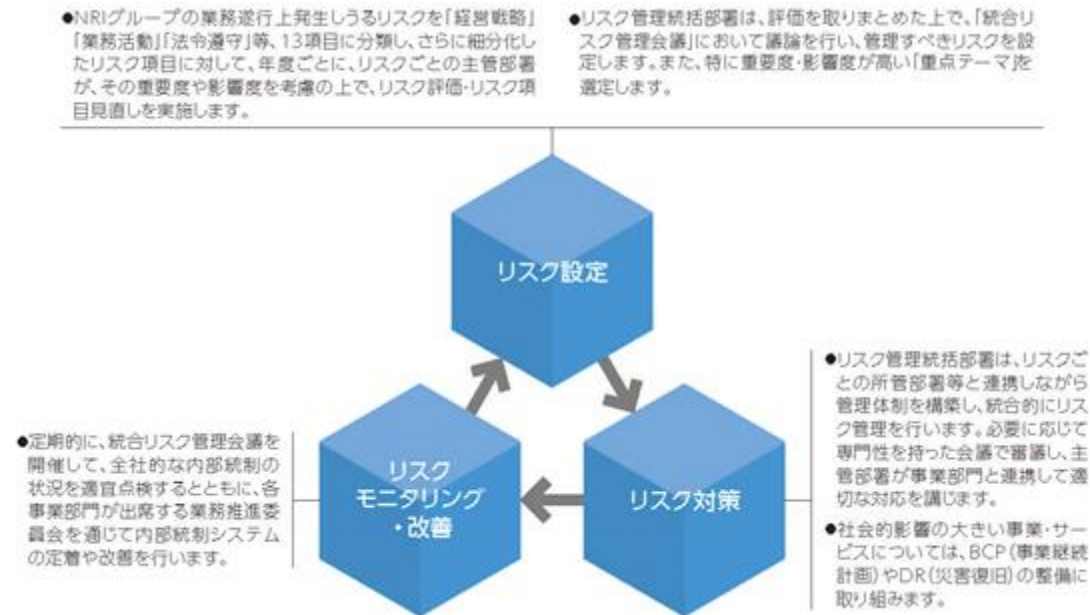 ●NRIグループの業務遂行上発生しうるリスクを「経営戦略」
「業務活動」「法令遵守」等、13項目に分類し、さらに細分化し
たリスク項目に対して、年度ごとに、リスクごとの主管部署
が、その重要度や影響度を考慮の上で、リスク評価・リスク項
目見直しを実施します。
●リスク管理統括部署は、評価を取りまとめた上で、「統合リ
スク管理会議」において議論を行い、管理すべきリスクを設
定します。また、特に重要度・影響度が高い「重点テーマ」を
選定します。
リスク設定
●リスク管理統括部署は、リスクご
との所管部署等と連携しながら
管理体制を構築し、統合的にリス
ク管理を行います。必要に応じて
専門性を持った会議で審議し、主
管部署が事業部門と連携して適
切な対応を講じます。
●社会的影響の大きい事業・サー
ビスについては、BCP(事業継続
計画)やDR(災害復旧)の整備に
取り組みます。
リスク対策
リスク
モニタリング
・改善
●定期的に、統合リスク管理会議を
開催して、全社的な内部統制の
状況を適宜点検するとともに、各
事業部門が出席する業務推進委
員会を通じて内部統制システム
の定着や改善を行います。